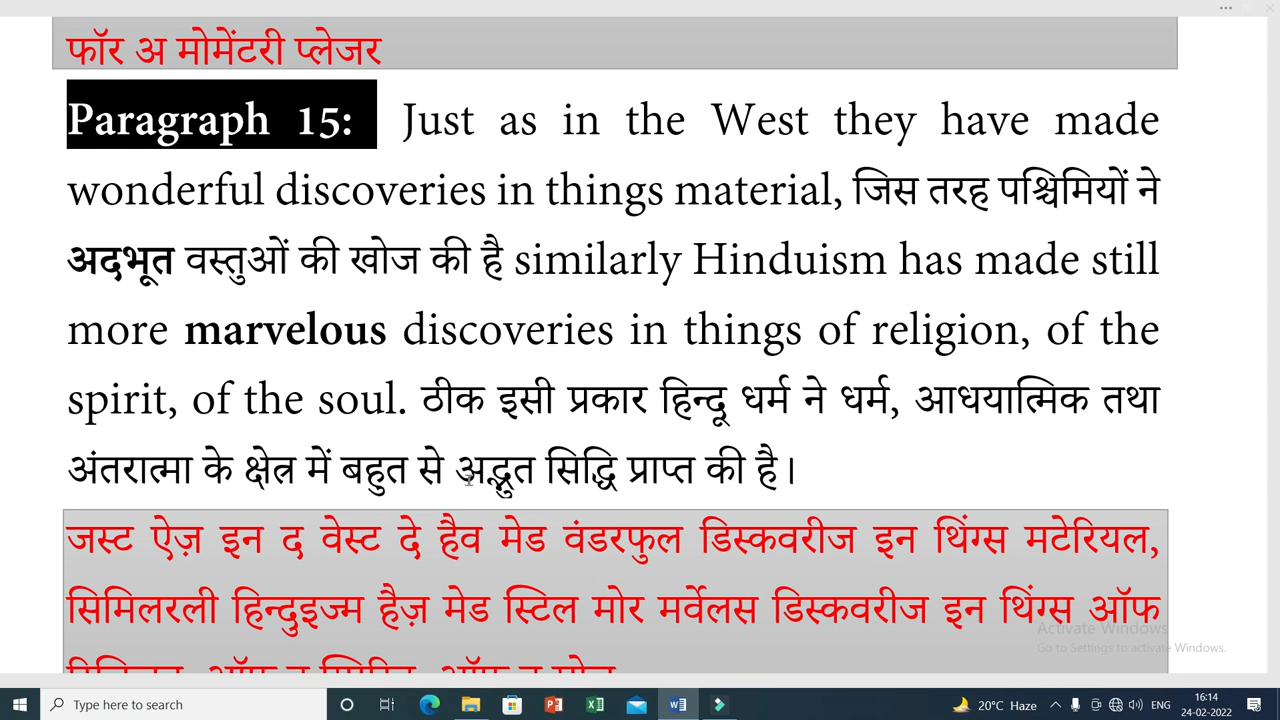 फॉर अ मोमेंटरी प्लेजर
Paragraph 15: Just as in the West they have made
wonderful discoveries in things material, जिस तरह पश्चिमियों ने
अदभूत वस्तुओं की खोज की है similarly Hinduism has made still
more marvelous discoveries in things of religion, of the
spirit, of the soul. ठीक इसी प्रकार हिन्दू धर्म ने धर्म, आधयात्मिक तथा
अंतरात्मा के क्षेत्र में बहुत से अद्भुत सिद्धि प्राप्त की है।
जस्ट ऐज़ इन द वेस्ट दे हैव मेड वंडरफुल डिस्कवरीज इन थिंग्स मटेरियल,
सिमिलरली हिन्दुइज्म हैज़ मेड स्टिल मोर मर्वेलस डिस्कवरीज इन थिंग्स ऑफ
Activate Windows
Go to Settings to activate Windows.
Type here to search
20°C Haze
ENG
16:14
24-02-2022